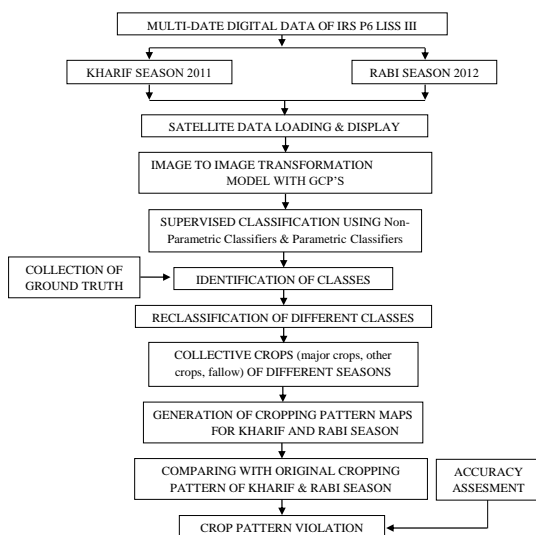 MULTI-DATE DIGITAL DATA OF IRS P6 LISS III
KHARIF SEASON 2011
RABI SEASON 2012
SATELLITE DATA LOADING & DISPLAY
IMAGE TO IMAGE TRANSFORMATION
MODEL WITH GCP'S
SUPERVISED CLASSIFICATION USING Non-
Parametric Classifiers & Parametric Classifiers
COLLECTION OF
GROUND TRUTH
IDENTIFICATION OF CLASSES
RECLASSIFICATION OF DIFFERENT CLASSES
COLLECTIVE CROPS (major crops, other
crops, fallow) OF DIFFERENT SEASONS
GENERATION OF CROPPING PATTERN MAPS
FOR KHARIF AND RABI SEASON
COMPARING WITH ORIGINAL CROPPING
PATTERN OF KHARIF & RABI SEASON
ACCURACY
ASSESMENT
CROP PATTERN VIOLATION